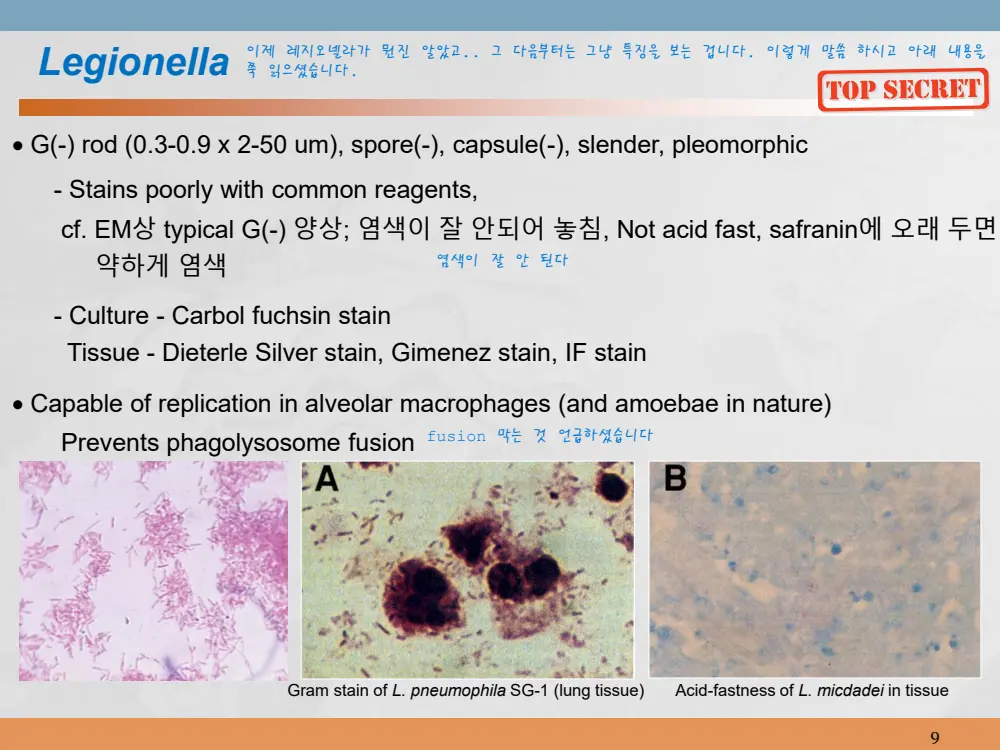 Legionella
이제 레지오넬라가 뭔진 알았고.. 그 다음부터는 그냥 특징을 보는 겁니다. 이렇게 말씀 하시고 아래 내용을
쭉 읽으셨습니다.
TOP SECRET
• G(-) rod (0.3-0.9 x 2-50 um), spore(-), capsule(-), slender, pleomorphic
- Stains poorly with common reagents,
cf. EM상 typical G(-) 양상; 염색이 잘 안되어 놓침, Not acid fast, safranin에 오래 두면
약하게 염색
염색이 잘 안 된다
- Culture - Carbol fuchsin stain
Tissue - Dieterle Silver stain, Gimenez stain, IF stain
• Capable of replication in alveolar macrophages (and amoebae in nature)
Prevents phagolysosome fusion
fusion 막는 것 언급하셨습니다
A
B
Gram stain of L. pneumophila SG-1 (lung tissue)
Acid-fastness of L. micdadei in tissue
9